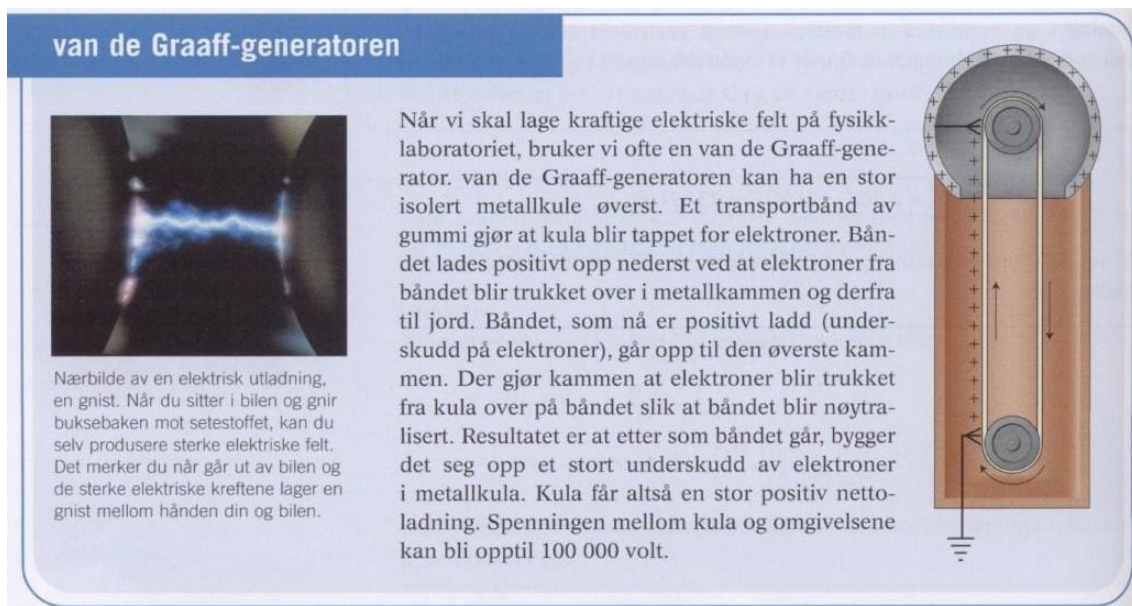 van de Graaff-generatoren
Når vi skal lage kraftige elektriske felt på fysikk-
laboratoriet, bruker vi ofte en van de Graaff-gene-
rator. van de Graaff-generatoren kan ha en stor
isolert metallkule øverst. Et transportbånd av
gummi gjør at kula blir tappet for elektroner. Bån-
det lades positivt opp nederst ved at elektroner fra
båndet blir trukket over i metallkammen og derfra
til jord. Båndet, som nå er positivt ladd (under-
skudd på elektroner), går opp til den øverste kam-
men. Der gjør kammen at elektroner blir trukket
fra kula over på båndet slik at båndet blir nøytra-
lisert. Resultatet er at etter som båndet går, bygger
det seg opp et stort underskudd av elektroner
i metallkula. Kula får altså en stor positiv netto-
ladning. Spenningen mellom kula og omgivelsene
kan bli opptil 100 000 volt.
Nærbilde av en elektrisk utladning,
en gnist. Når du sitter i bilen og gnir
buksebaken mot setestoffet, kan du
selv produsere sterke elektriske felt.
Det merker du når går ut av bilen og
de sterke elektriske kreftene lager en
gnist mellom hånden din og bilen.